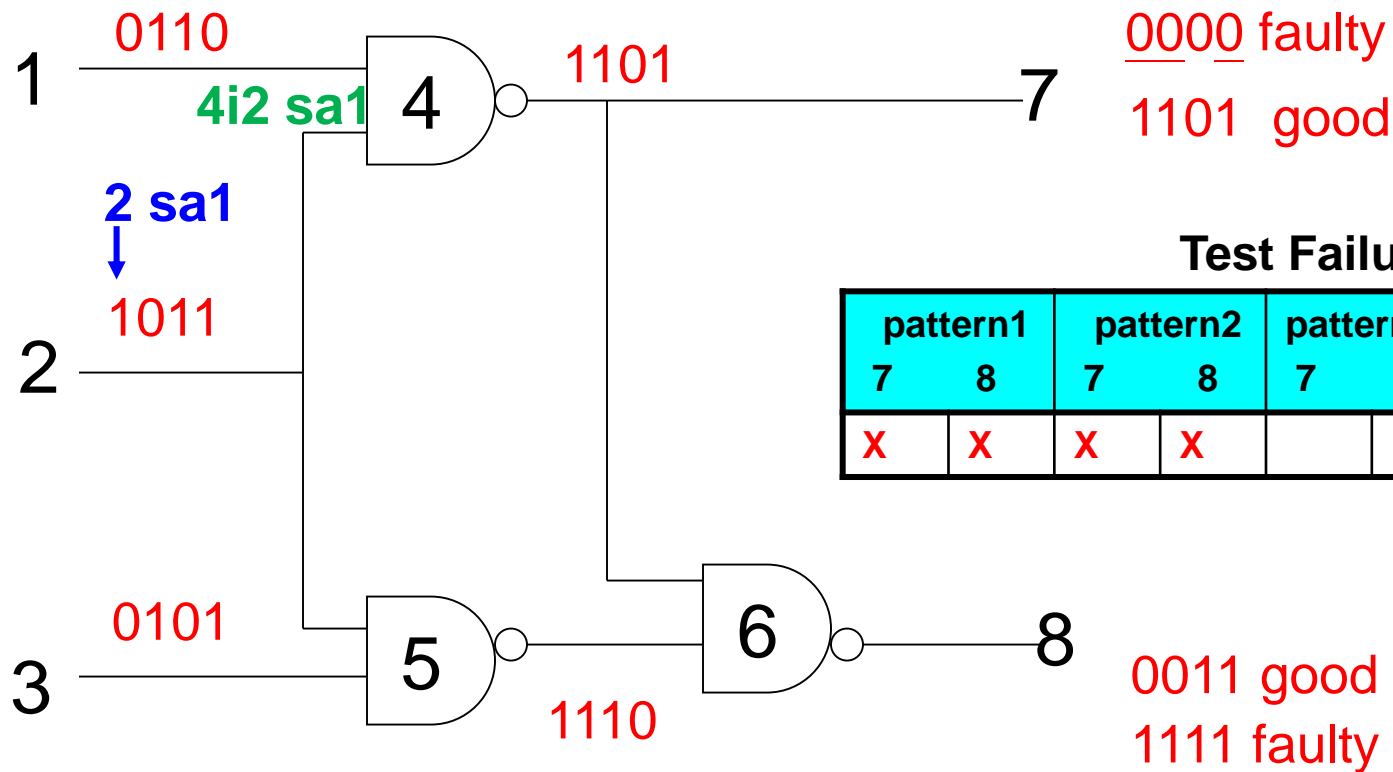 0110
1
4i2 sa1
4
1101
7
0000 faulty
1101 good
2 sa1
1011
2
Test Failu
pattern1 pattern2 patter
7 8 7 8 7
X X X X
0101
3
5
1110
6
8
0011 good
1111 faulty